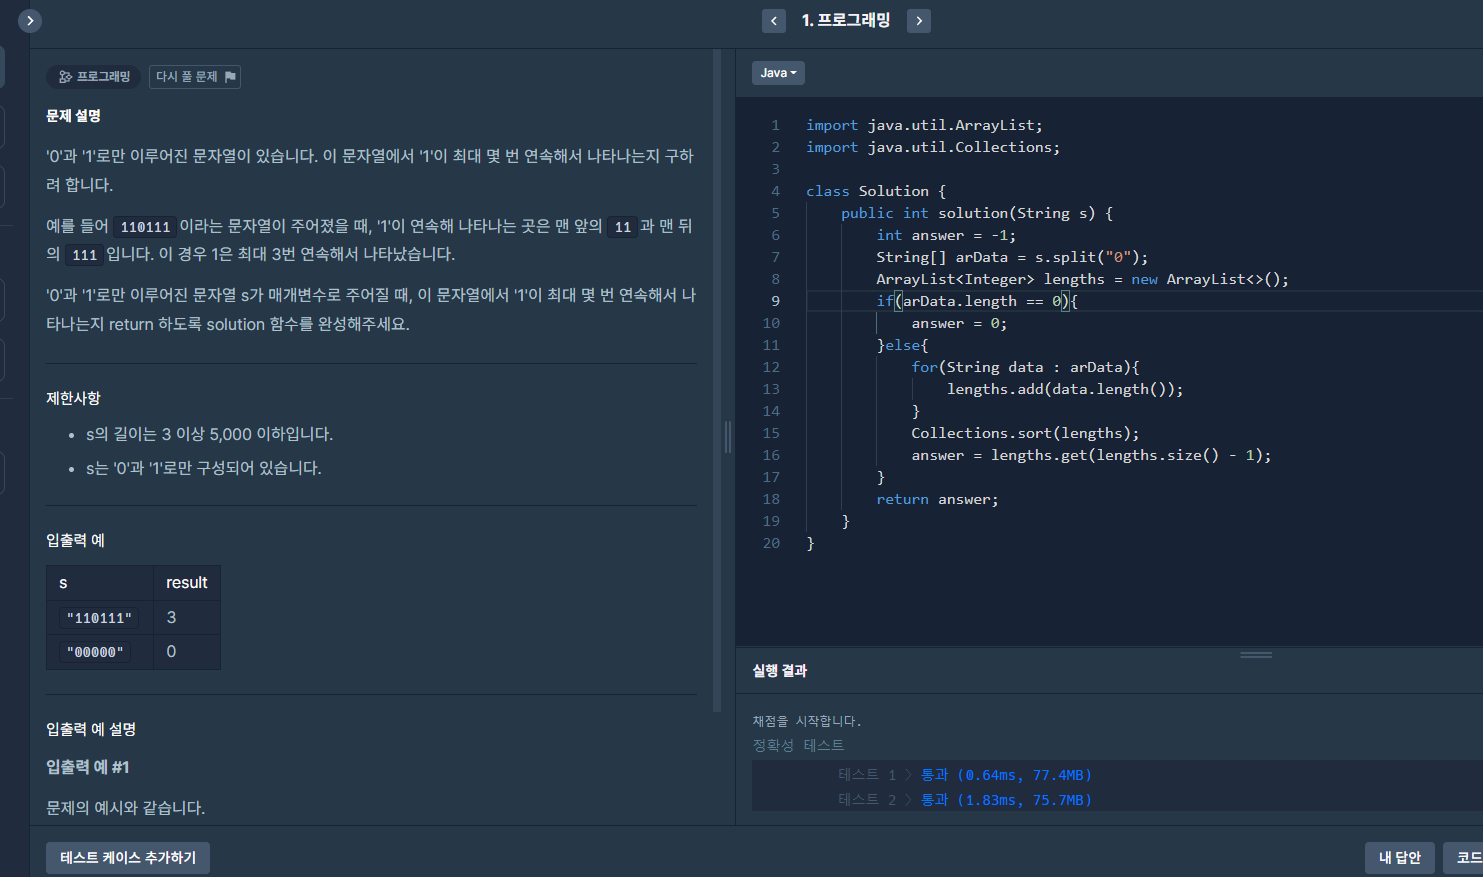 1. 프로그래밍
프로그래밍 다시 풀 문제
문제 설명
'0'과 '1'로만 이루어진 문자열이 있습니다. 이 문자열에서 '1'이 최대 몇 번 연속해서 나타나는지 구하
려 합니다.
예를 들어 110111 이라는 문자열이 주어졌을 때, '1'이 연속해 나타나는 곳은 맨 앞의 11 과 맨 뒤
의 111 입니다. 이 경우 1은 최대 3번 연속해서 나타났습니다.
'0'과 '1'로만 이루어진 문자열 s가 매개변수로 주어질 때, 이 문자열에서 '1'이 최대 몇 번 연속해서 나
타나는지 return 하도록 solution 함수를 완성해주세요.
제한사항
• s의 길이는 3 이상 5,000 이하입니다.
• s는 '0'과 '1'로만 구성되어 있습니다.
입출력 예
s result
"110111" 3
"00000" 0
입출력 예 설명
입출력 예 #1
문제의 예시와 같습니다.
테스트 케이스 추가하기
Java
1 import java.util.ArrayList;
2 import java.util.Collections;
3
4 class Solution {
5 public int solution(String s) {
6 int answer = -1;
7 String[] arData = s.split("0");
8 ArrayList<Integer> lengths = new ArrayList<>();
9 if(arData.length == 0){
10 answer = 0;
11 }else{
12 for(String data : arData){
13 lengths.add(data.length());
14 }
15 Collections.sort(lengths);
16 answer = lengths.get(lengths.size() - 1);
17 }
18 return answer;
19 }
20 }
실행 결과
채점을 시작합니다.
정확성 테스트
테스트 1 〉 통과 (0.64ms, 77.4MB)
테스트 2 〉 통과 (1.83ms, 75.7MB)
내 답안 코드